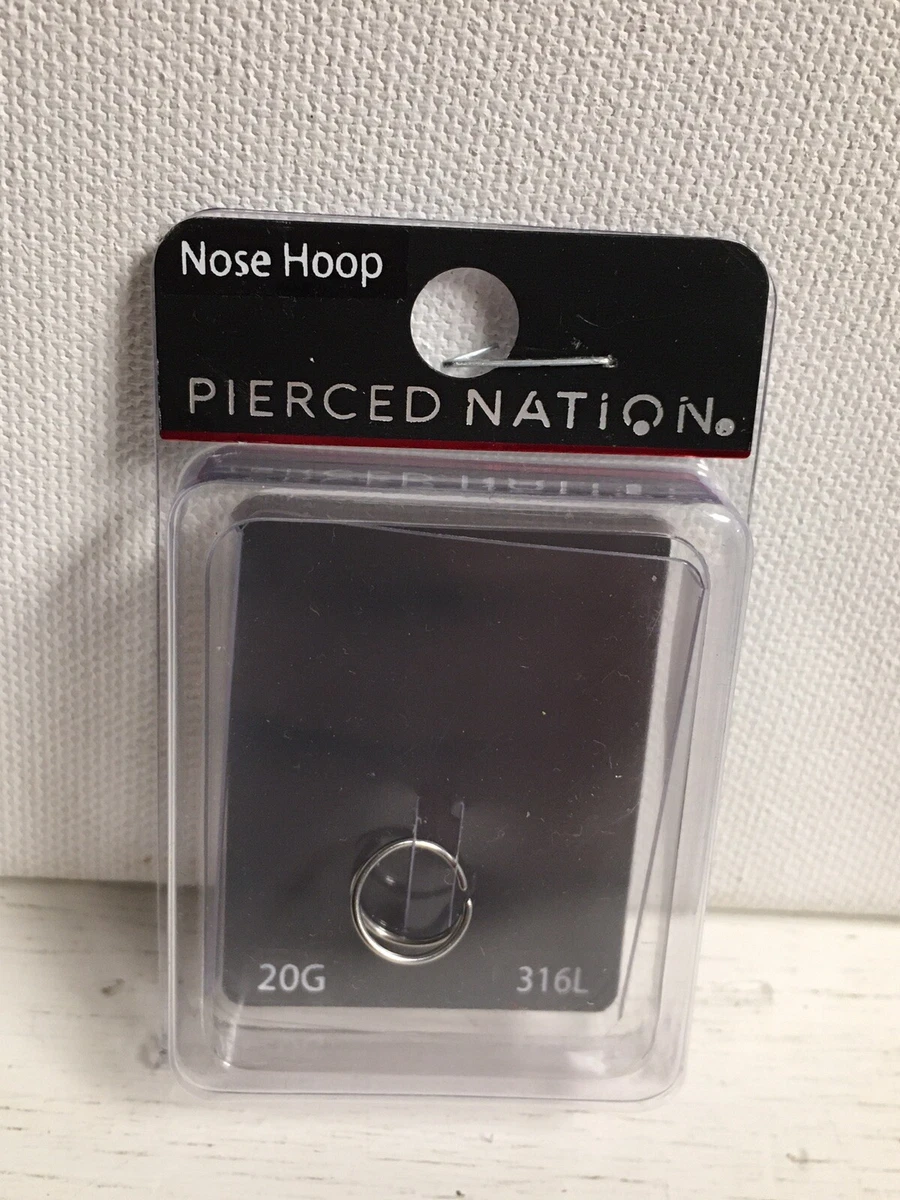 Nose Hoop
PIERCED NATiON
20G
316L